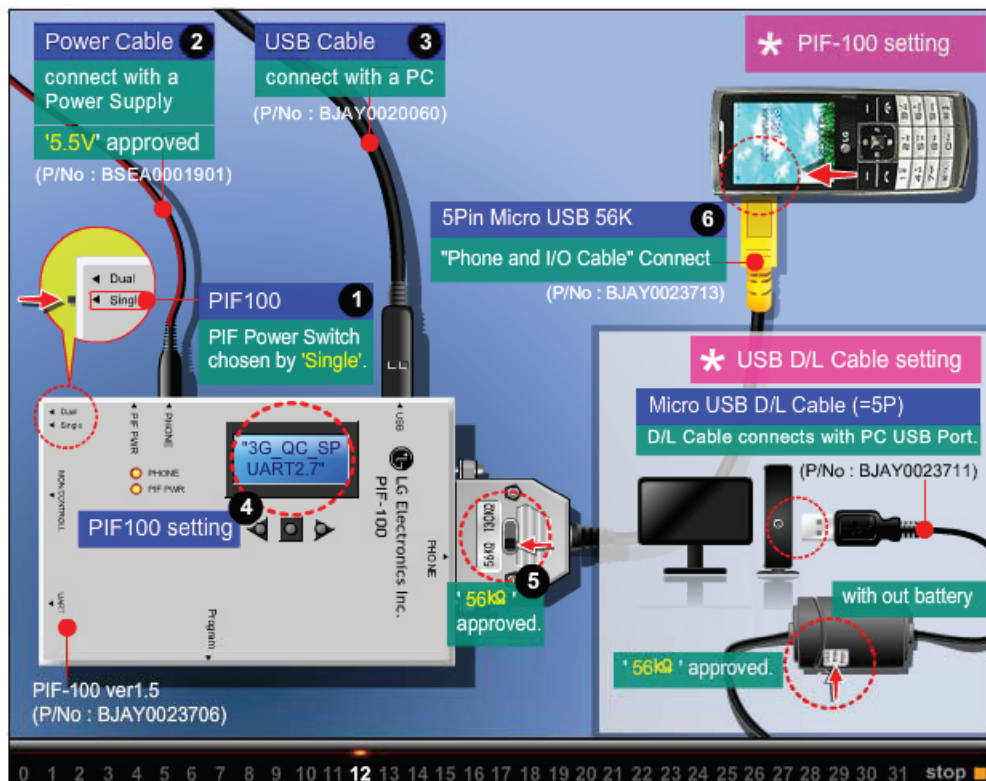 Power Cable 2
connect with a
Power Supply
'5.5V' approved
(P/No : BSEA0001901)
USB Cable 3
connect with a PC
(P/No : BJAY0020060)
* PIF-100 setting
LG
5Pin Micro USB 56K 6
"Phone and I/O Cable" Connect
(P/No : BJAY0023713)
Dual
Singl
PIF100 1
PIF Power Switch
chosen by 'Single'.
* USB D/L Cable setting
Micro USB D/L Cable (=5P)
D/L Cable connects with PC USB Port.
(P/No : BJAY0023711)
Dual
Single
PIF PWR
PHONE
USB
"3G_QC_SP
UART2.7"
PHONE
PIF PWR
4
PIF100 setting
LG Electronics Inc.
PIF-100
MON CONTROLL
UART
Program
PHONE
56KΩ 130KΩ
5
'56kΩ'
approved.
with out battery
'56kΩ' approved.
PIF-100 ver1.5
(P/No : BJAY0023706)
0 1 2 3 4 5 6 7 8 9 10 11 12 13 14 15 16 17 18 19 20 21 22 23 24 25 26 27 28 29 30 31 stop